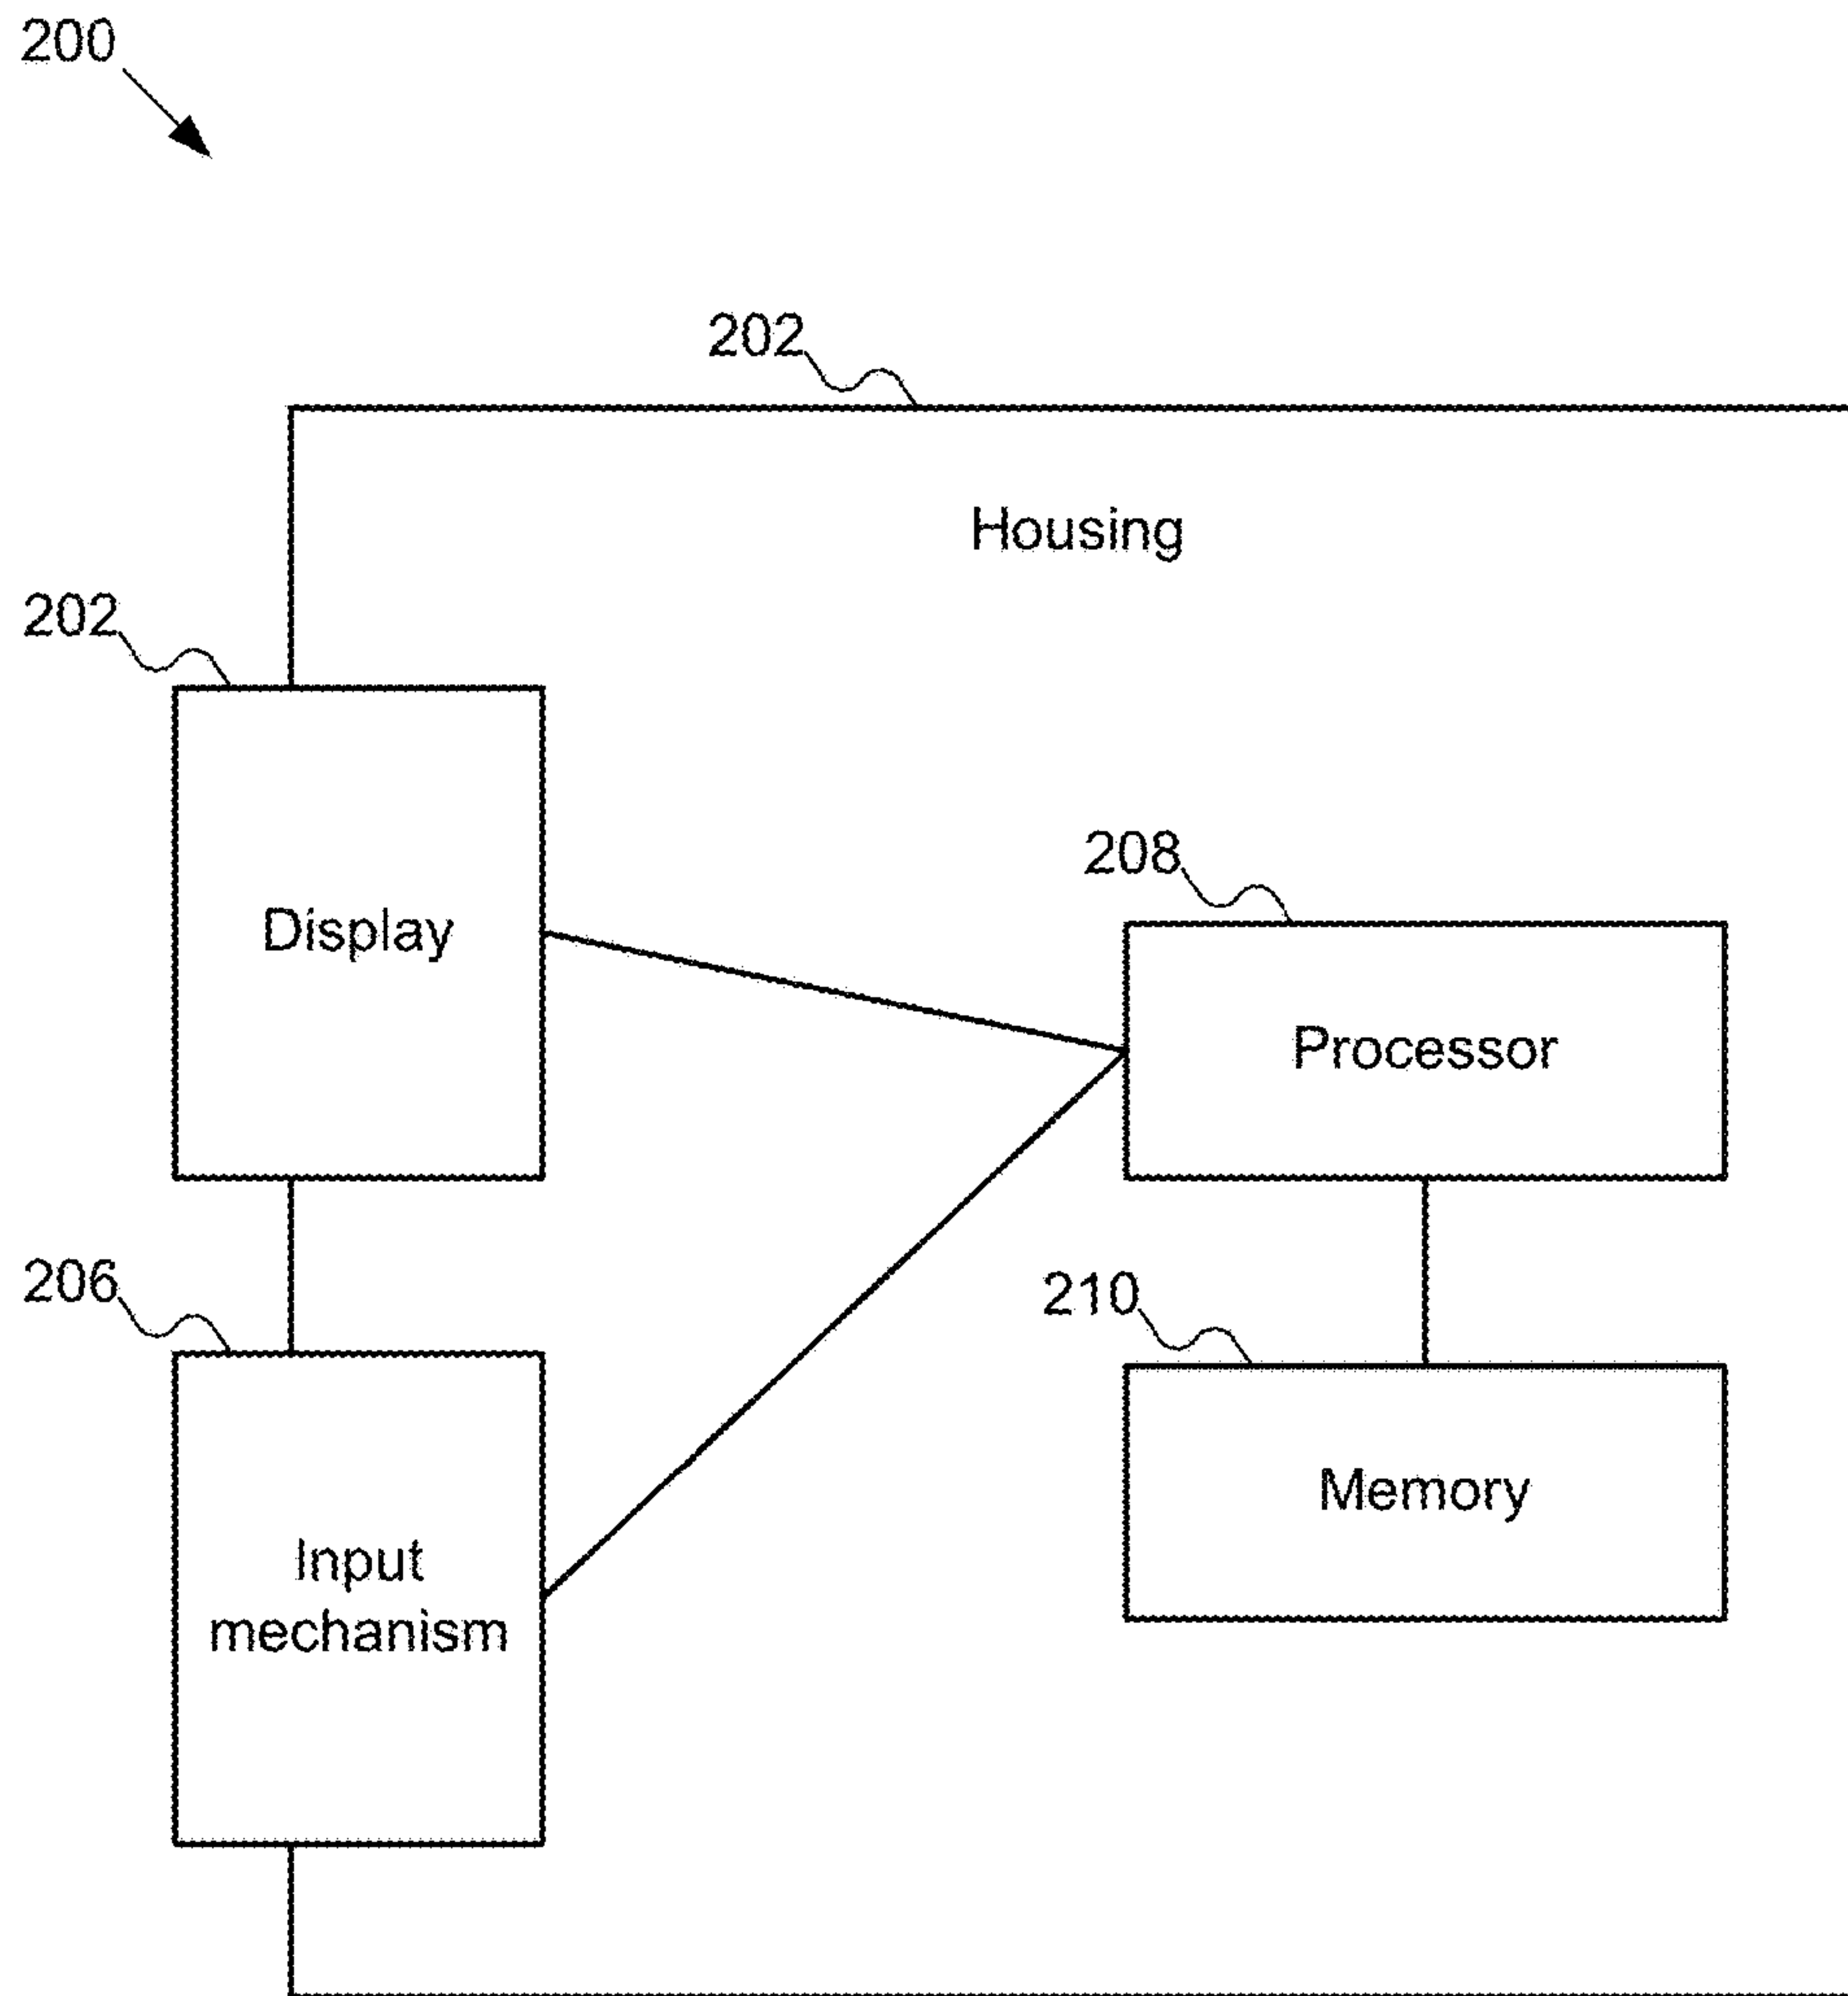 200
202
Housing
202
Display
208
Processor
206
210
Memory
Input
mechanism